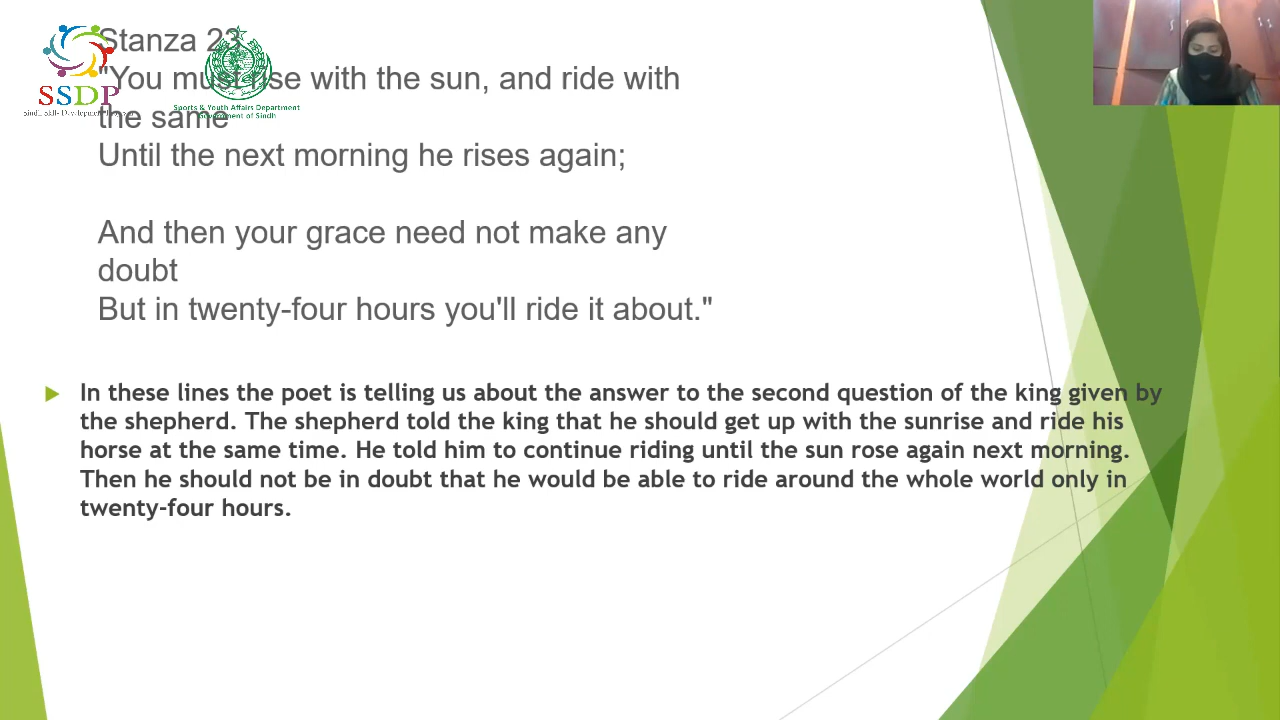 Stanza 23
"You must rise with the sun, and ride with
the same
Until the next morning he rises again;
And then your grace need not make any
doubt
But in twenty-four hours you'll ride it about."
SSDP
Sports & Youth Affairs Department
Government of Sindh
In these lines the poet is telling us about the answer to the second question of the king given by
the shepherd. The shepherd told the king that he should get up with the sunrise and ride his
horse at the same time. He told him to continue riding until the sun rose again next morning.
Then he should not be in doubt that he would be able to ride around the whole world only in
twenty-four hours.